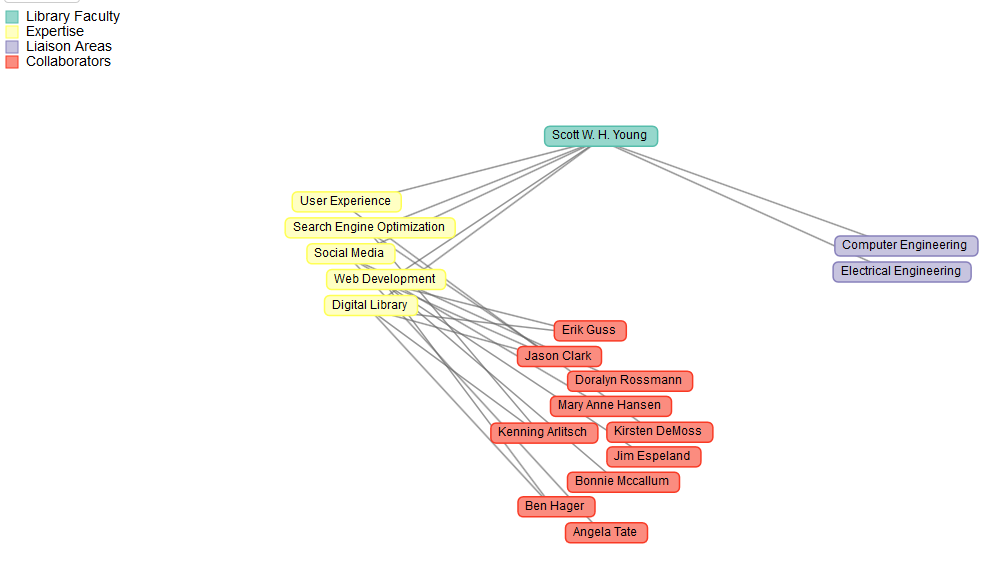 Library Faculty
Expertise
Liaison Areas
Collaborators
Scott W. H. Young
User Experience
Search Engine Optimization
Social Media
Web Development
Digital Library
Computer Engineering
Electrical Engineering
Erik Guss
Jason Clark
Doralyn Rossmann
Mary Anne Hansen
Kenning Arlitsch
Kirsten DeMoss
Jim Espeland
Bonnie Mccallum
Ben Hager
Angela Tate